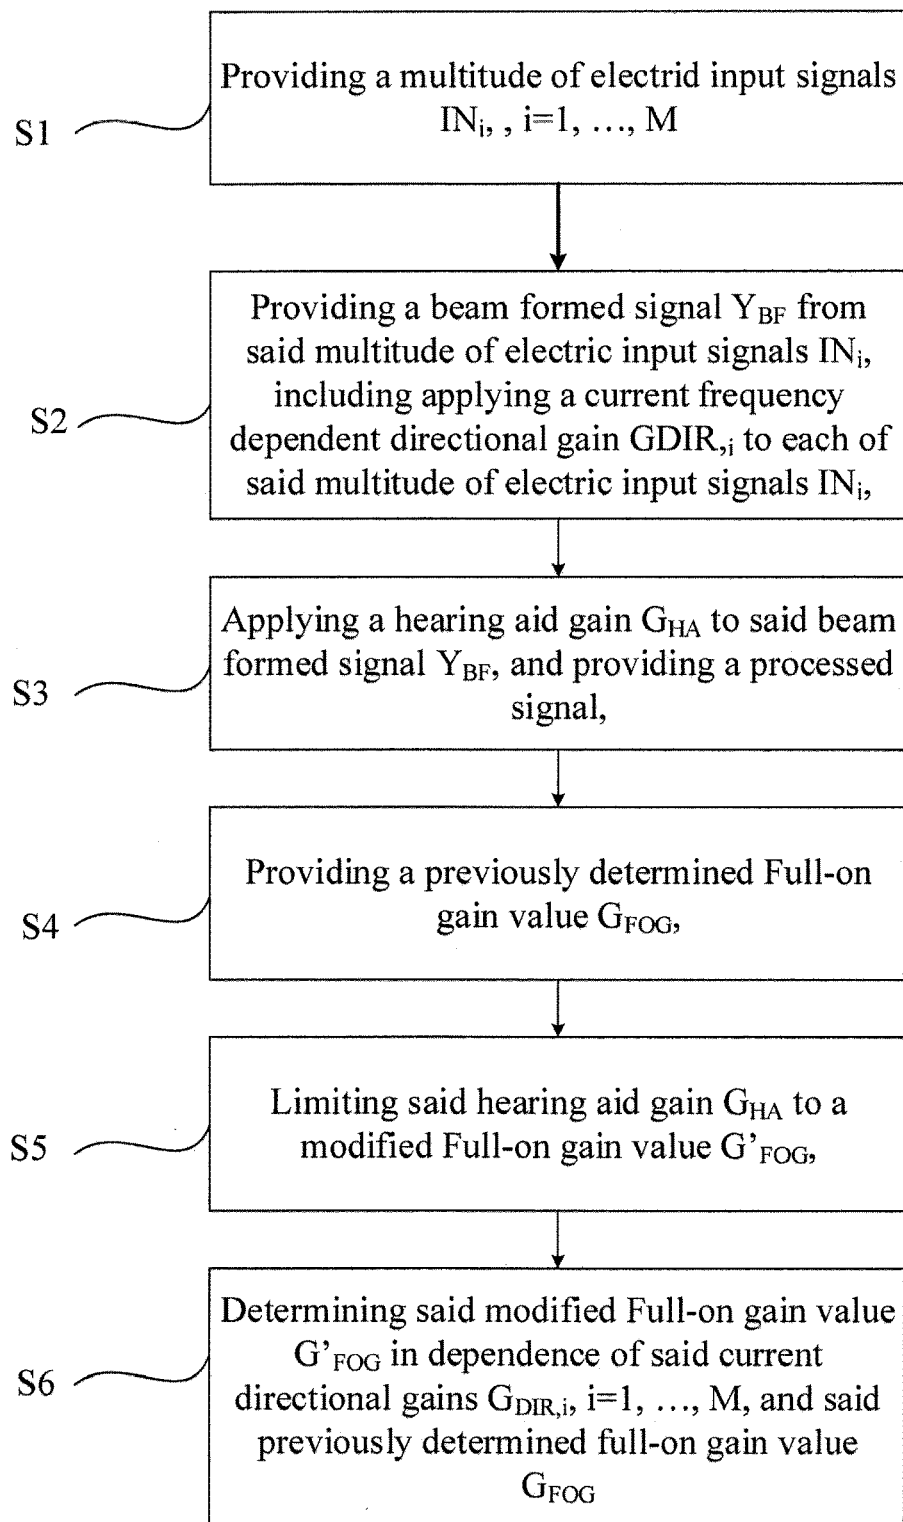 Providing a multitude of electrid input signals
INi, , i=1, …, M
S1
Providing a beam formed signal YBF from
said multitude of electric input signals INi,
including applying a current frequency
dependent directional gain GDIR,i to each of
said multitude of electric input signals INi,
S2
Applying a hearing aid gain GHA to said beam
formed signal YBF, and providing a processed
signal,
S3
Providing a previously determined Full-on
gain value GFOG,
S4
Limiting said hearing aid gain GHA to a
modified Full-on gain value G’FOG,
S5
Determining said modified Full-on gain value
G’FOG in dependence of said current
directional gains GDIR,i, i=1, …, M, and said
previously determined full-on gain value
GFOG
S6